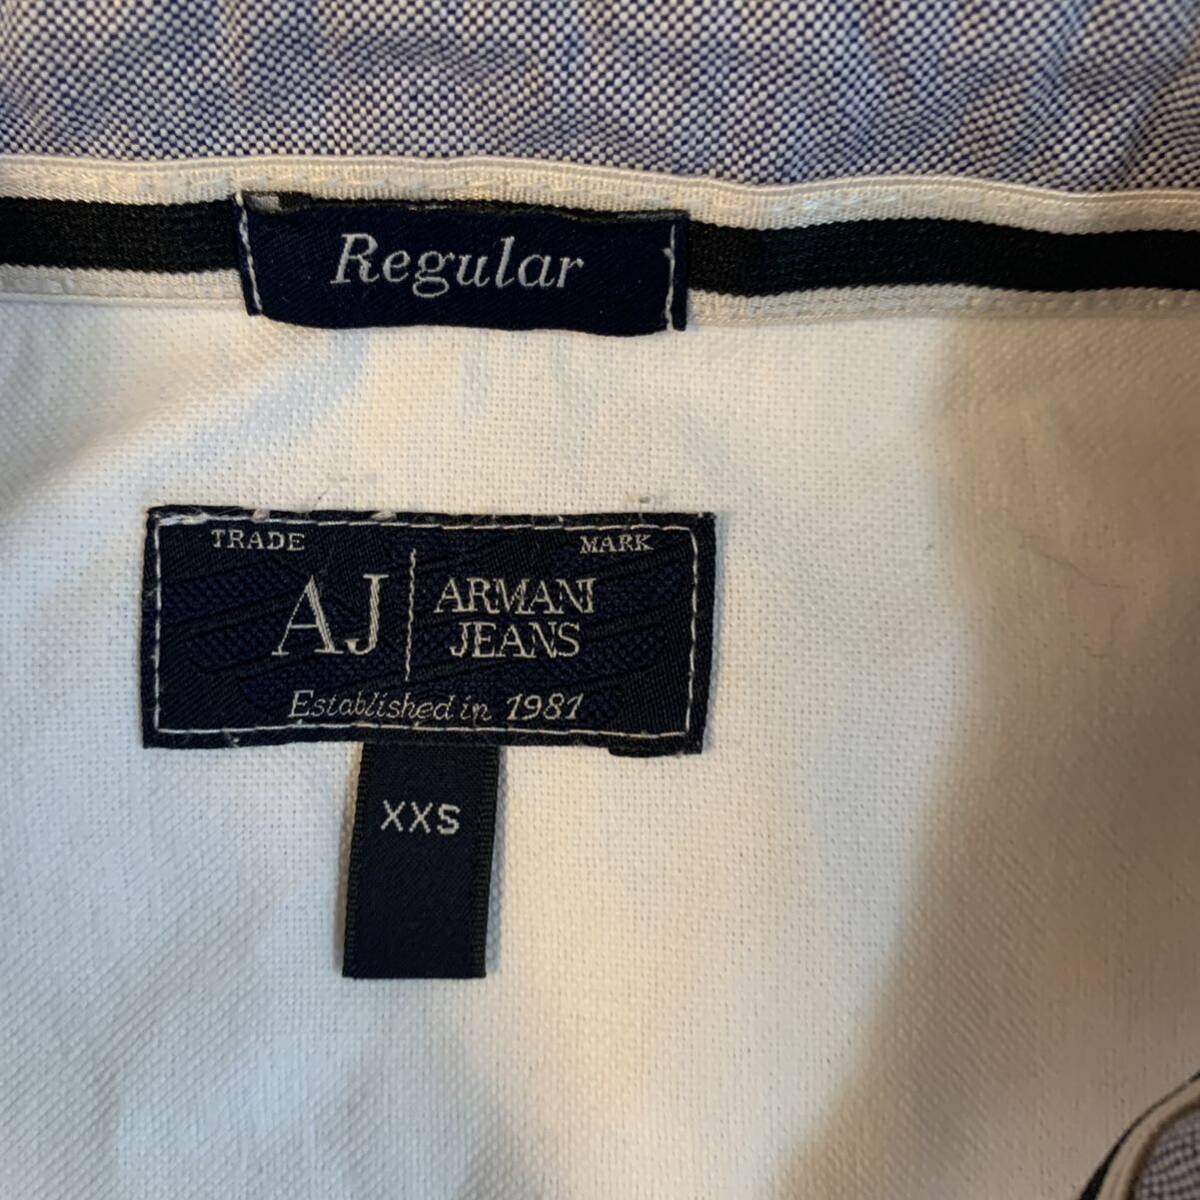 Regular
TRADE MARK
AJ ARMANI
JEANS
Established in 1981
XXS